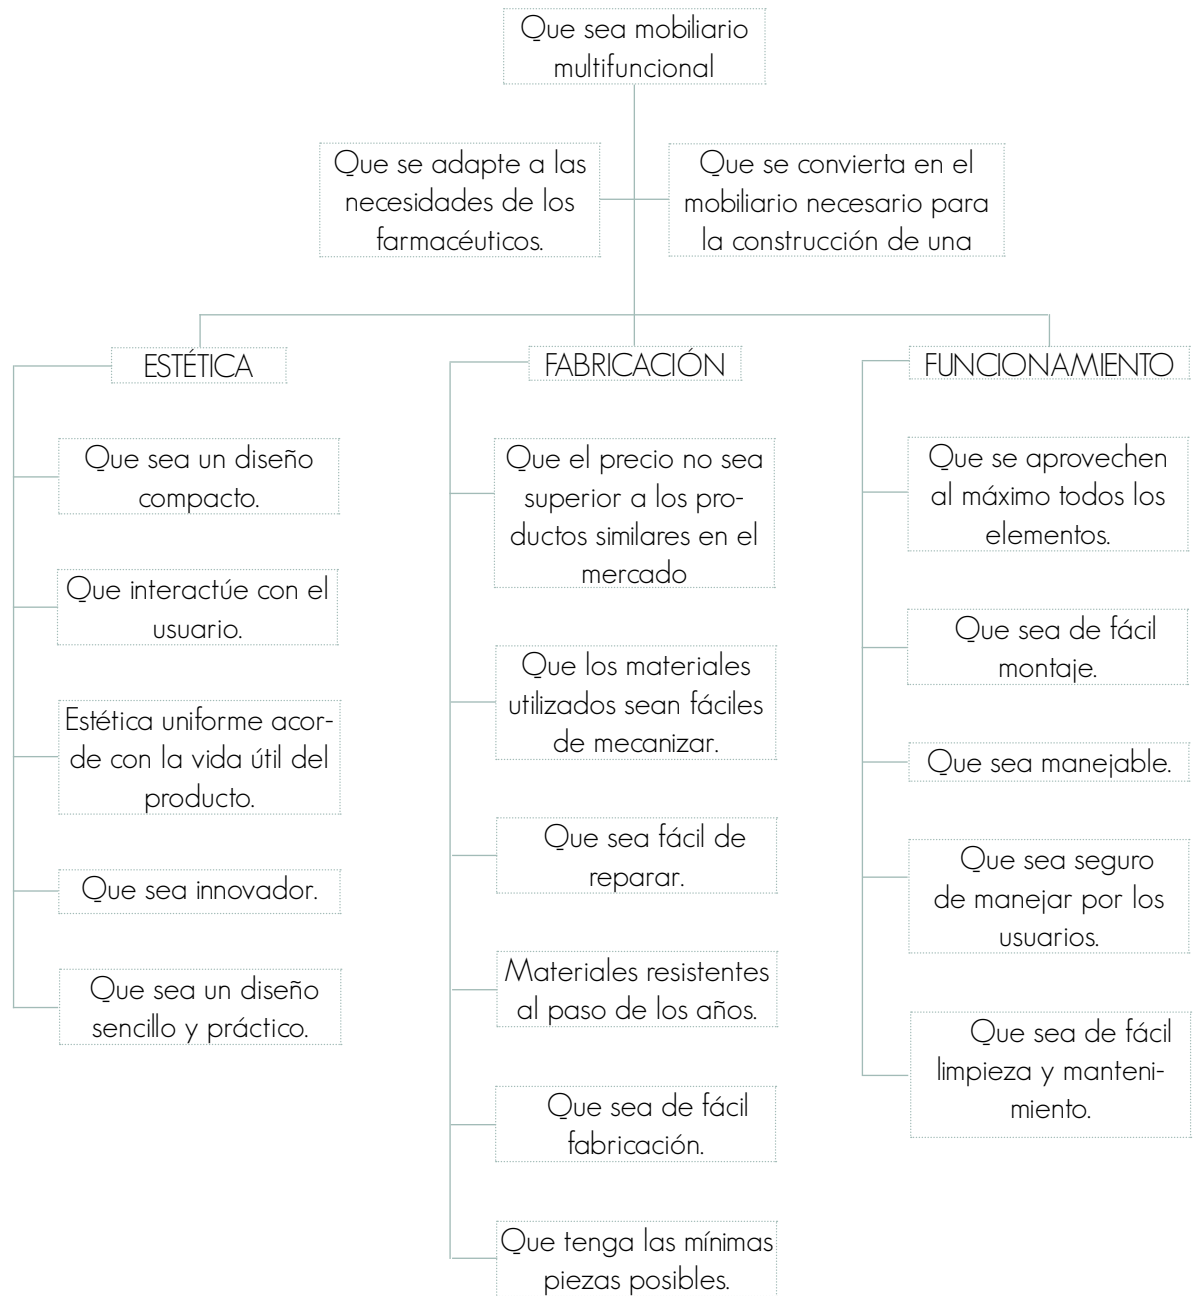 Que sea mobiliario
multifuncional
Que se adapte a las
necesidades de los
farmacéuticos.
Que se convierta en el
mobiliario necesario para
la construcción de una
ESTÉTICA
Que sea un diseño
compacto.
Que interactúe con el
usuario.
Estética uniforme acor-
de con la vida útil del
producto.
Que sea innovador.
Que sea un diseño
sencillo y práctico.
FABRICACIÓN
Que el precio no sea
superior a los pro-
ductos similares en el
mercado
Que los materiales
utilizados sean fáciles
de mecanizar.
Que sea fácil de
reparar.
Materiales resistentes
al paso de los años.
Que sea de fácil
fabricación.
Que tenga las mínimas
piezas posibles.
FUNCIONAMIENTO
Que se aprovechen
al máximo todos los
elementos.
Que sea de fácil
montaje.
Que sea manejable.
Que sea seguro
de manejar por los
usuarios.
Que sea de fácil
limpieza y manteni-
miento.